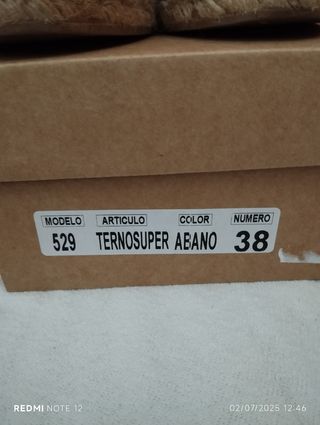 MODELO ARTICULO COLOR NUMERO
529 TERNOSUPER ABANO 38
REDMI NOTE 12 02/07/2025 12:46